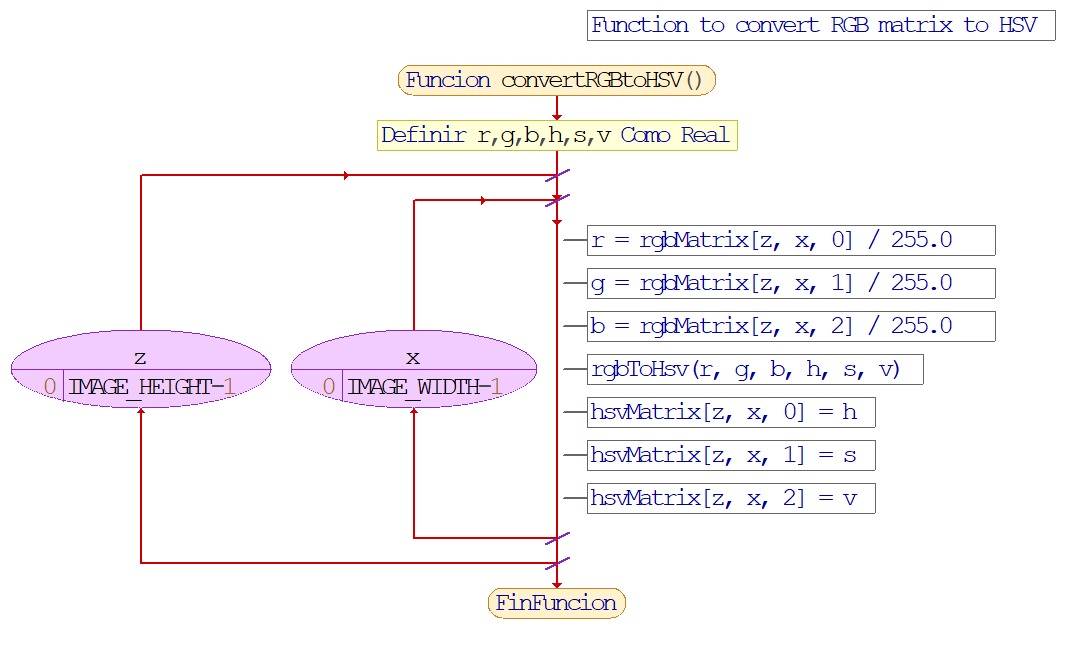 Function to convert RGB matrix to HSV
Funcion convertRGBtoHSV()
Definir r,g,b,h,s,v Como Real
r = rgbMatrix[z, x, 0] / 255.0
g = rgbMatrix[z, x, 1] / 255.0
b = rgbMatrix[z, x, 2] / 255.0
z
0 IMAGE_HEIGHT-1
x
0 IMAGE_WIDTH-1
rgbToHsv(r, g, b, h, s, v)
hsvMatrix[z, x, 0] = h
hsvMatrix[z, x, 1] = s
hsvMatrix[z, x, 2] = v
FinFuncion